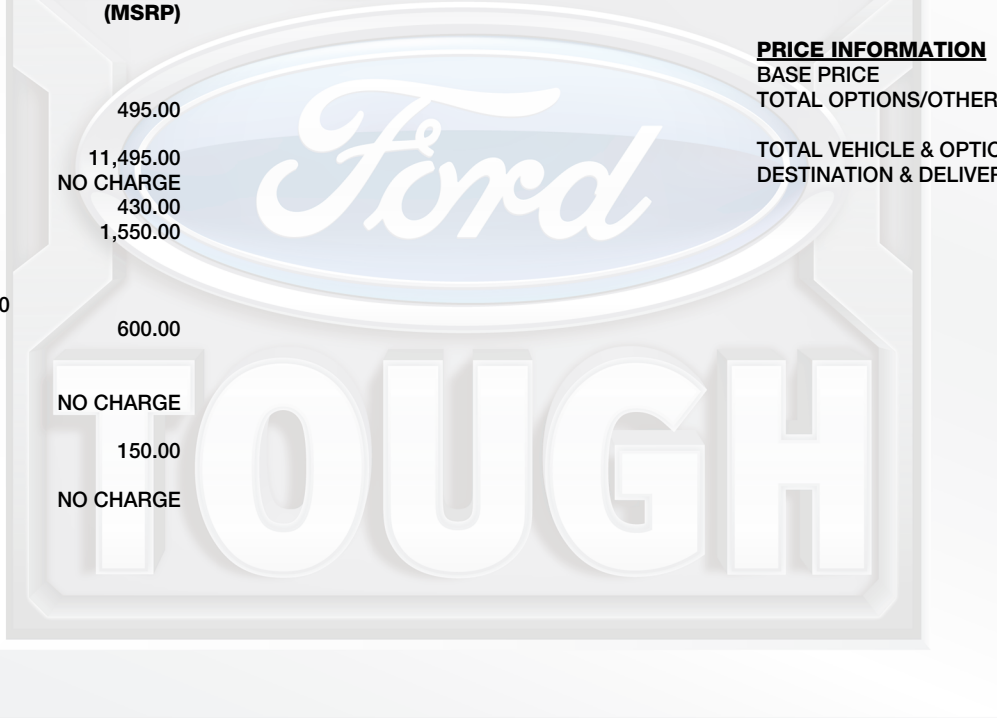 (MSRP)
495.00
11,495.00
NO CHARGE
430.00
1,550.00
0
600.00
NO CHARGE
150.00
NO CHARGE
PRICE INFORMATION
BASE PRICE
TOTAL OPTIONS/OTHER
TOTAL VEHICLE & OPTIO
DESTINATION & DELIVER
Ford
TOUGH